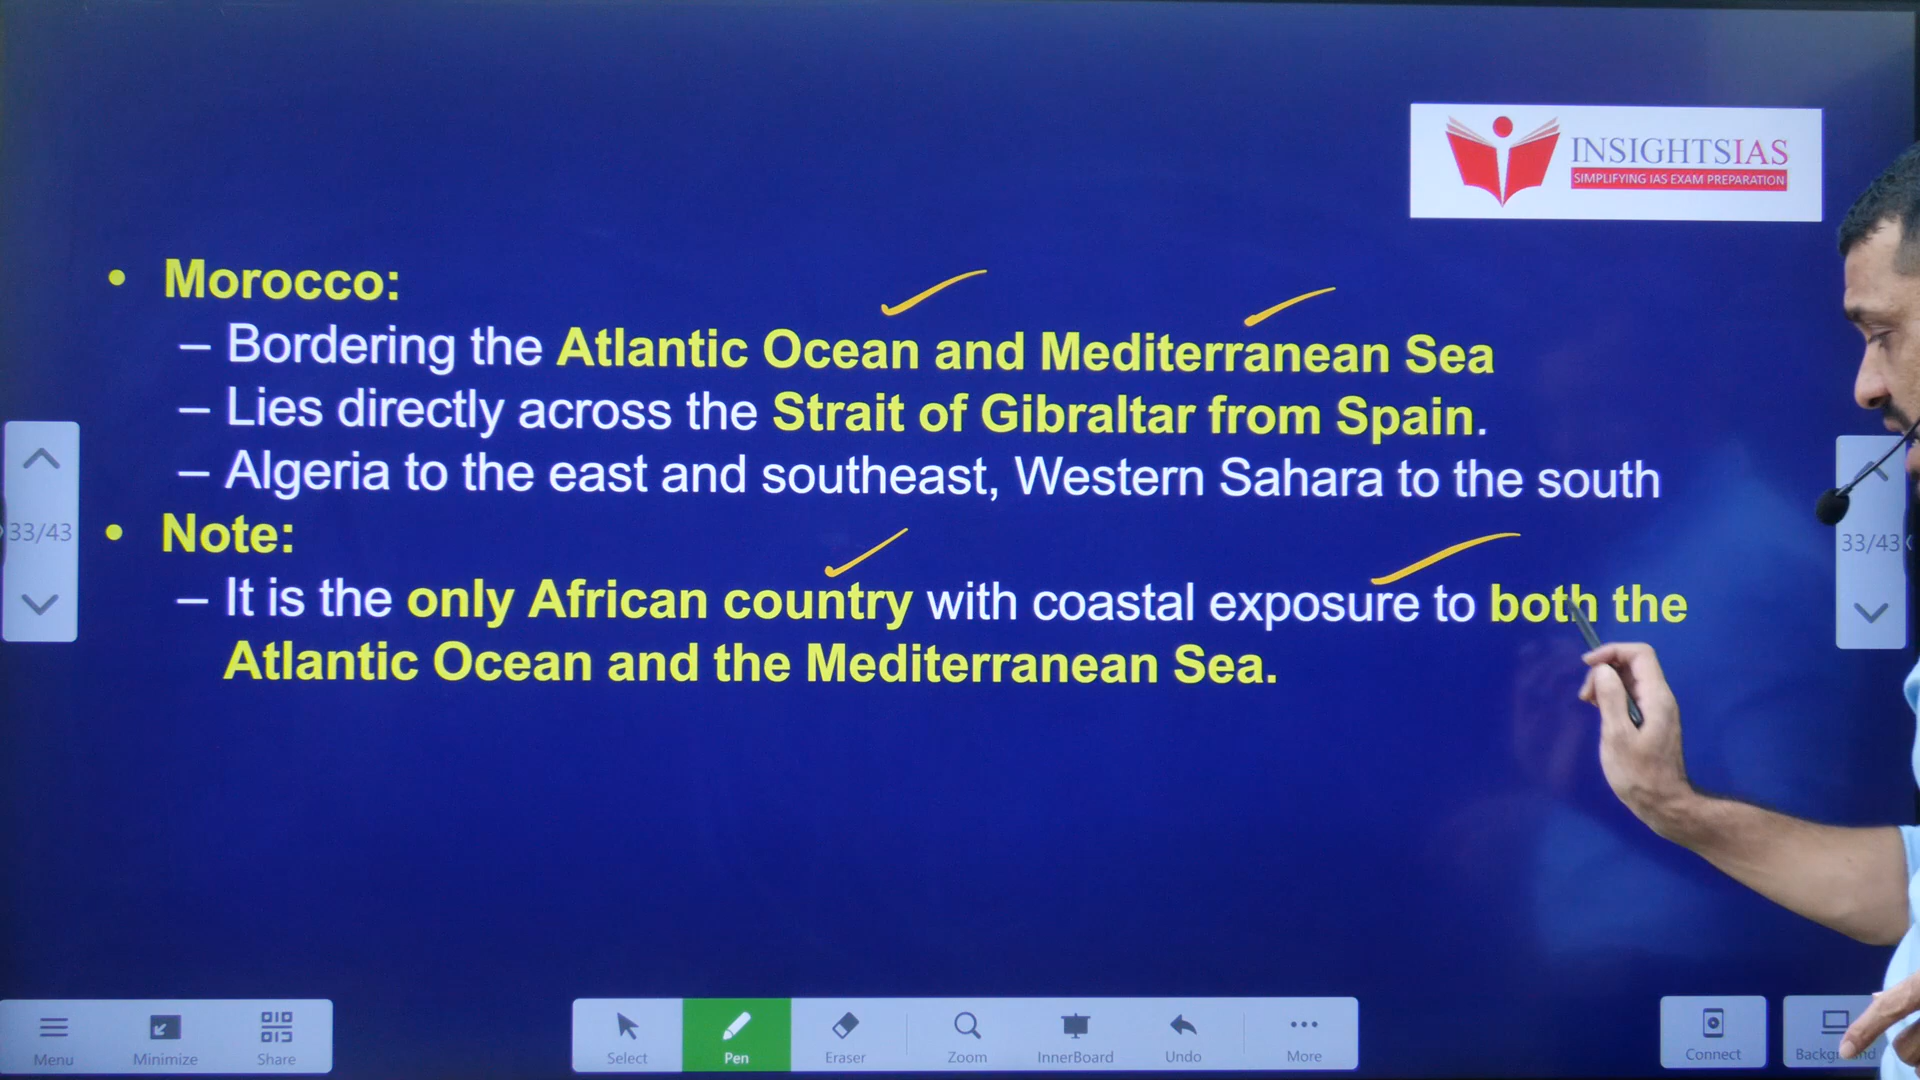 INSIGHTSIAS
SIMPLIFYING IAS EXAM PREPARATION
• Morocco:
– Bordering the Atlantic Ocean and Mediterranean Sea
– Lies directly across the Strait of Gibraltar from Spain.
– Algeria to the east and southeast, Western Sahara to the south
• Note:
– It is the only African country with coastal exposure to both the
Atlantic Ocean and the Mediterranean Sea.
33/43
33/43
Menu
Minimize
Share
Select
Pen
Eraser
Zoom
InnerBoard
Undo
More
Connect